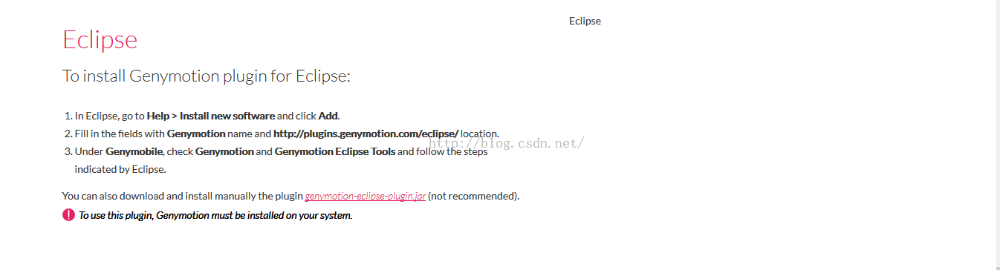 Eclipse
Eclipse
To install Genymotion plugin for Eclipse:
1. In Eclipse, go to Help > Install new software and click Add.
2. Fill in the fields with Genymotion name and http://plugins.genymotion.com/eclipse/ location.
http://blog.csdn.net/
3. Under Genymobile, check Genymotion and Genymotion Eclipse Tools and follow the steps
indicated by Eclipse.
You can also download and install manually the plugin genymotion-eclipse-plugin.jar (not recommended).
! To use this plugin, Genymotion must be installed on your system.